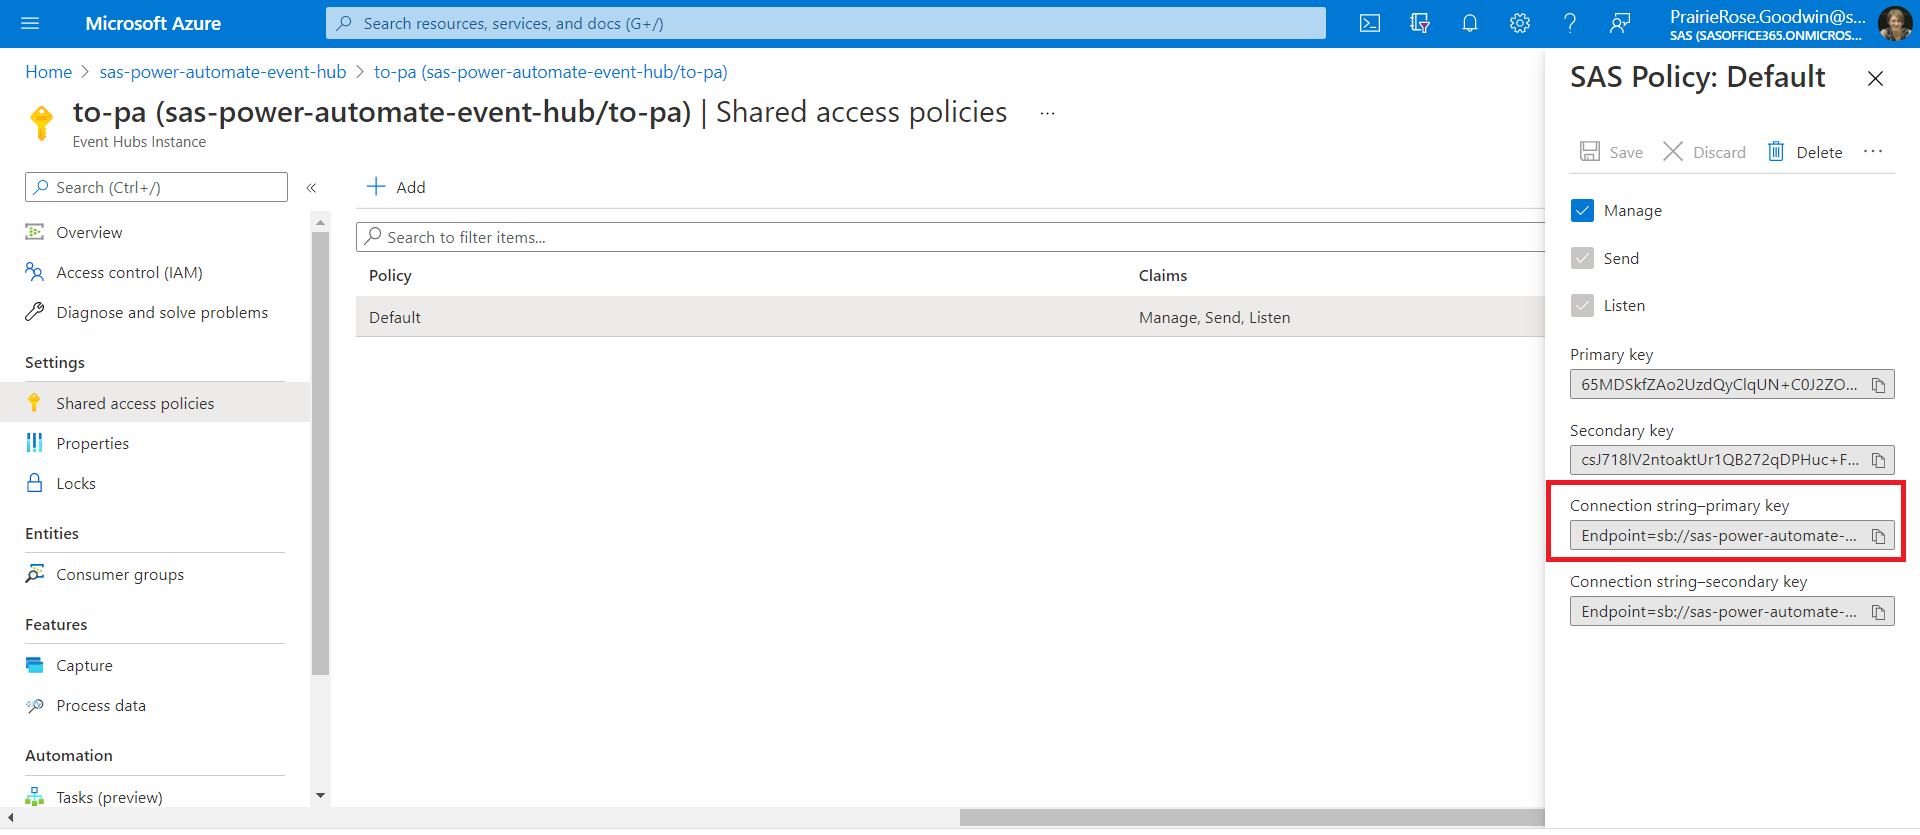 Microsoft Azure
Search resources, services, and docs (G+/)
PrairieRose.Goodwin@s...
SAS (SASOFFICE365.ONMICROS...
Home > sas-power-automate-event-hub > to-pa (sas-power-automate-event-hub/to-pa)
to-pa (sas-power-automate-event-hub/to-pa) | Shared access policies ...
Event Hubs Instance
Search (Ctrl+/)
«
Overview
Access control (IAM)
Diagnose and solve problems
Settings
Shared access policies
Properties
Locks
Entities
Consumer groups
Features
Capture
Process data
Automation
Tasks (preview)
Add
Search to filter items...
Policy Claims
Default Manage, Send, Listen
SAS Policy: Default
Save Discard Delete ...
Manage
Send
Listen
Primary key
65MDSkfZAo2UzdQyClqUN+C0J2ZO...
Secondary key
csJ718lV2ntoaktUr1QB272qDPHuc+F...
Connection string–primary key
Endpoint=sb://sas-power-automate-...
Connection string–secondary key
Endpoint=sb://sas-power-automate-...